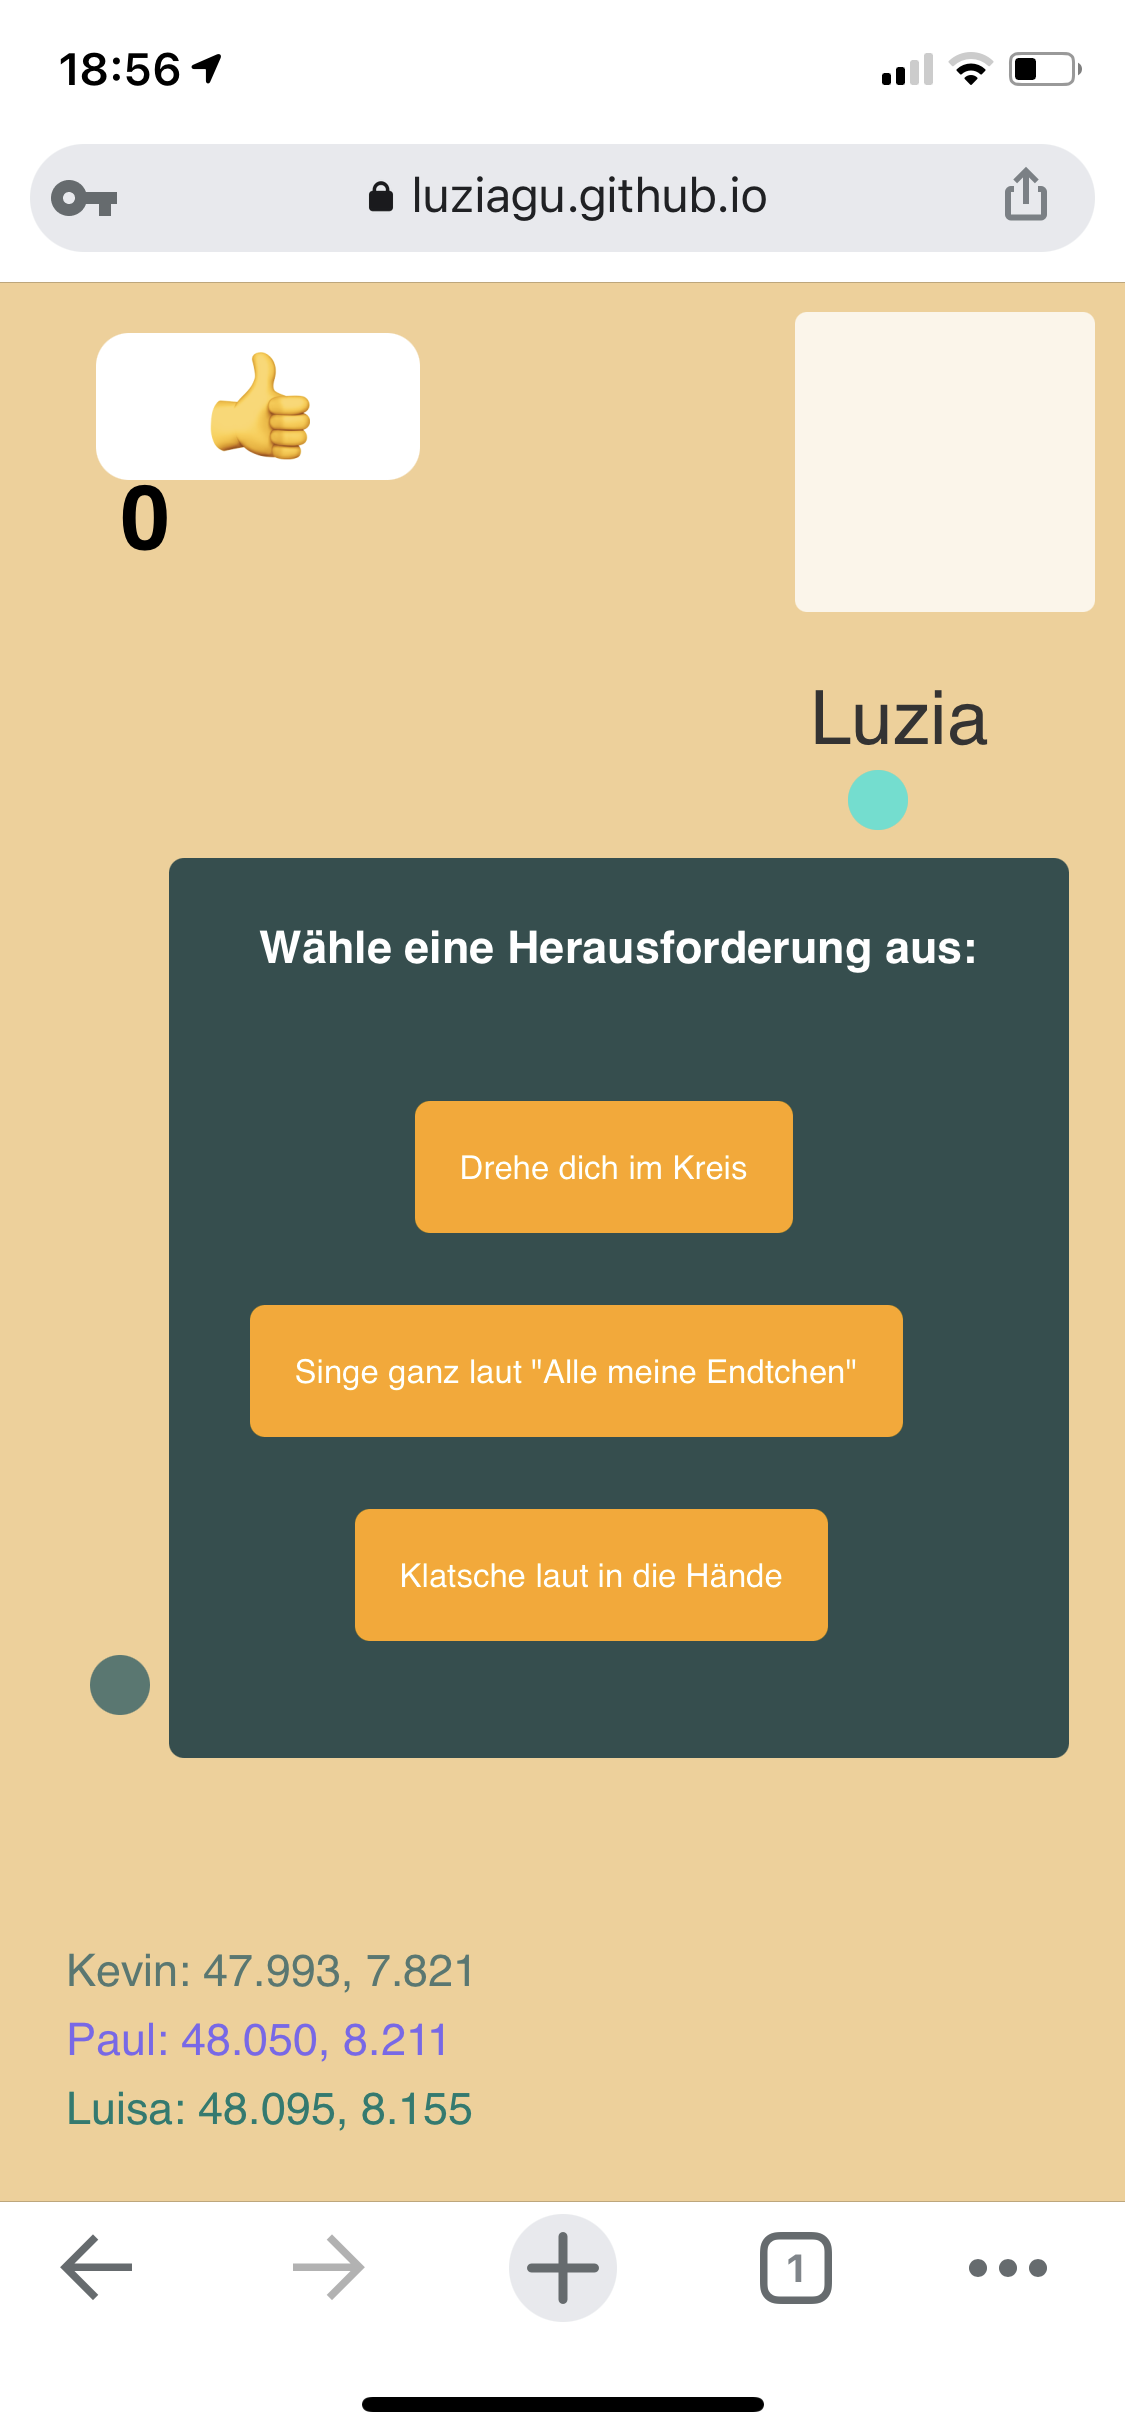 18:56
luziagu.github.io
👍
0
Luzia
Wähle eine Herausforderung aus:
Drehe dich im Kreis
Singe ganz laut "Alle meine Endtchen"
Klatsche laut in die Hände
Kevin: 47.993, 7.821
Paul: 48.050, 8.211
Luisa: 48.095, 8.155
1